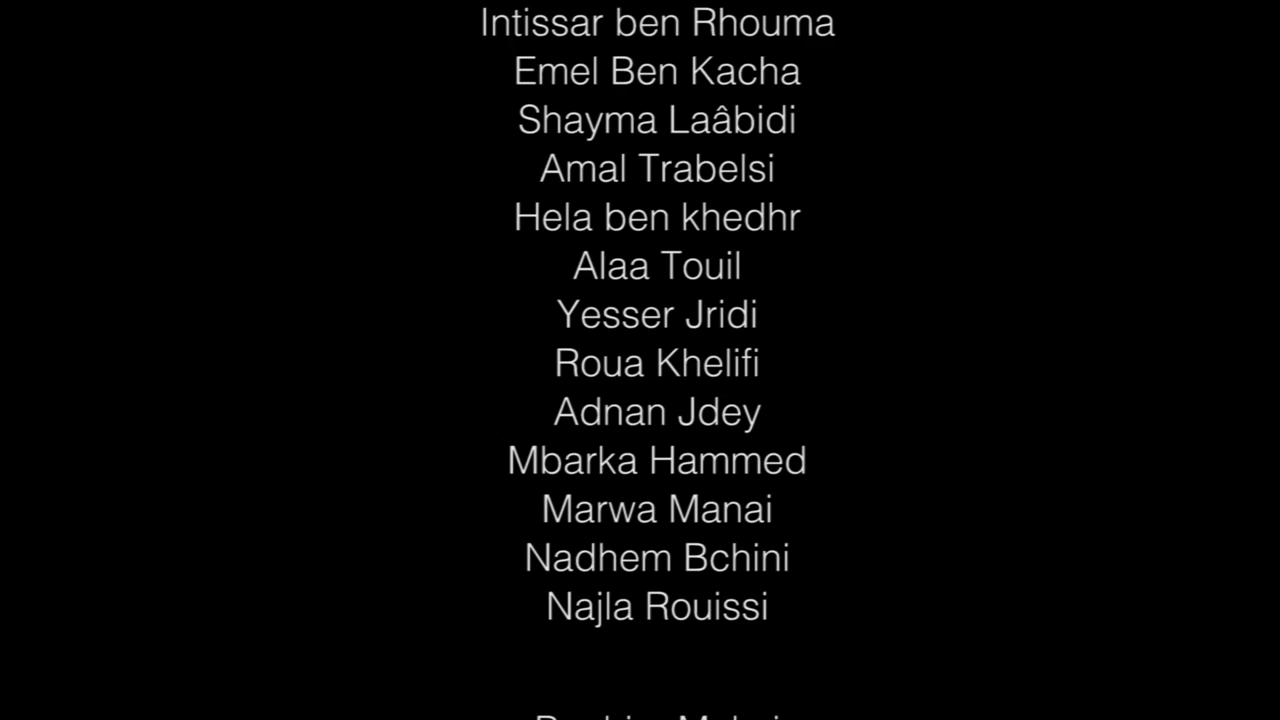 Intissar ben Rhouma
Emel Ben Kacha
Shayma Laâbidi
Amal Trabelsi
Hela ben khedhr
Alaa Touil
Yesser Jridi
Roua Khelifi
Adnan Jdey
Mbarka Hammed
Marwa Manai
Nadhem Bchini
Najla Rouissi